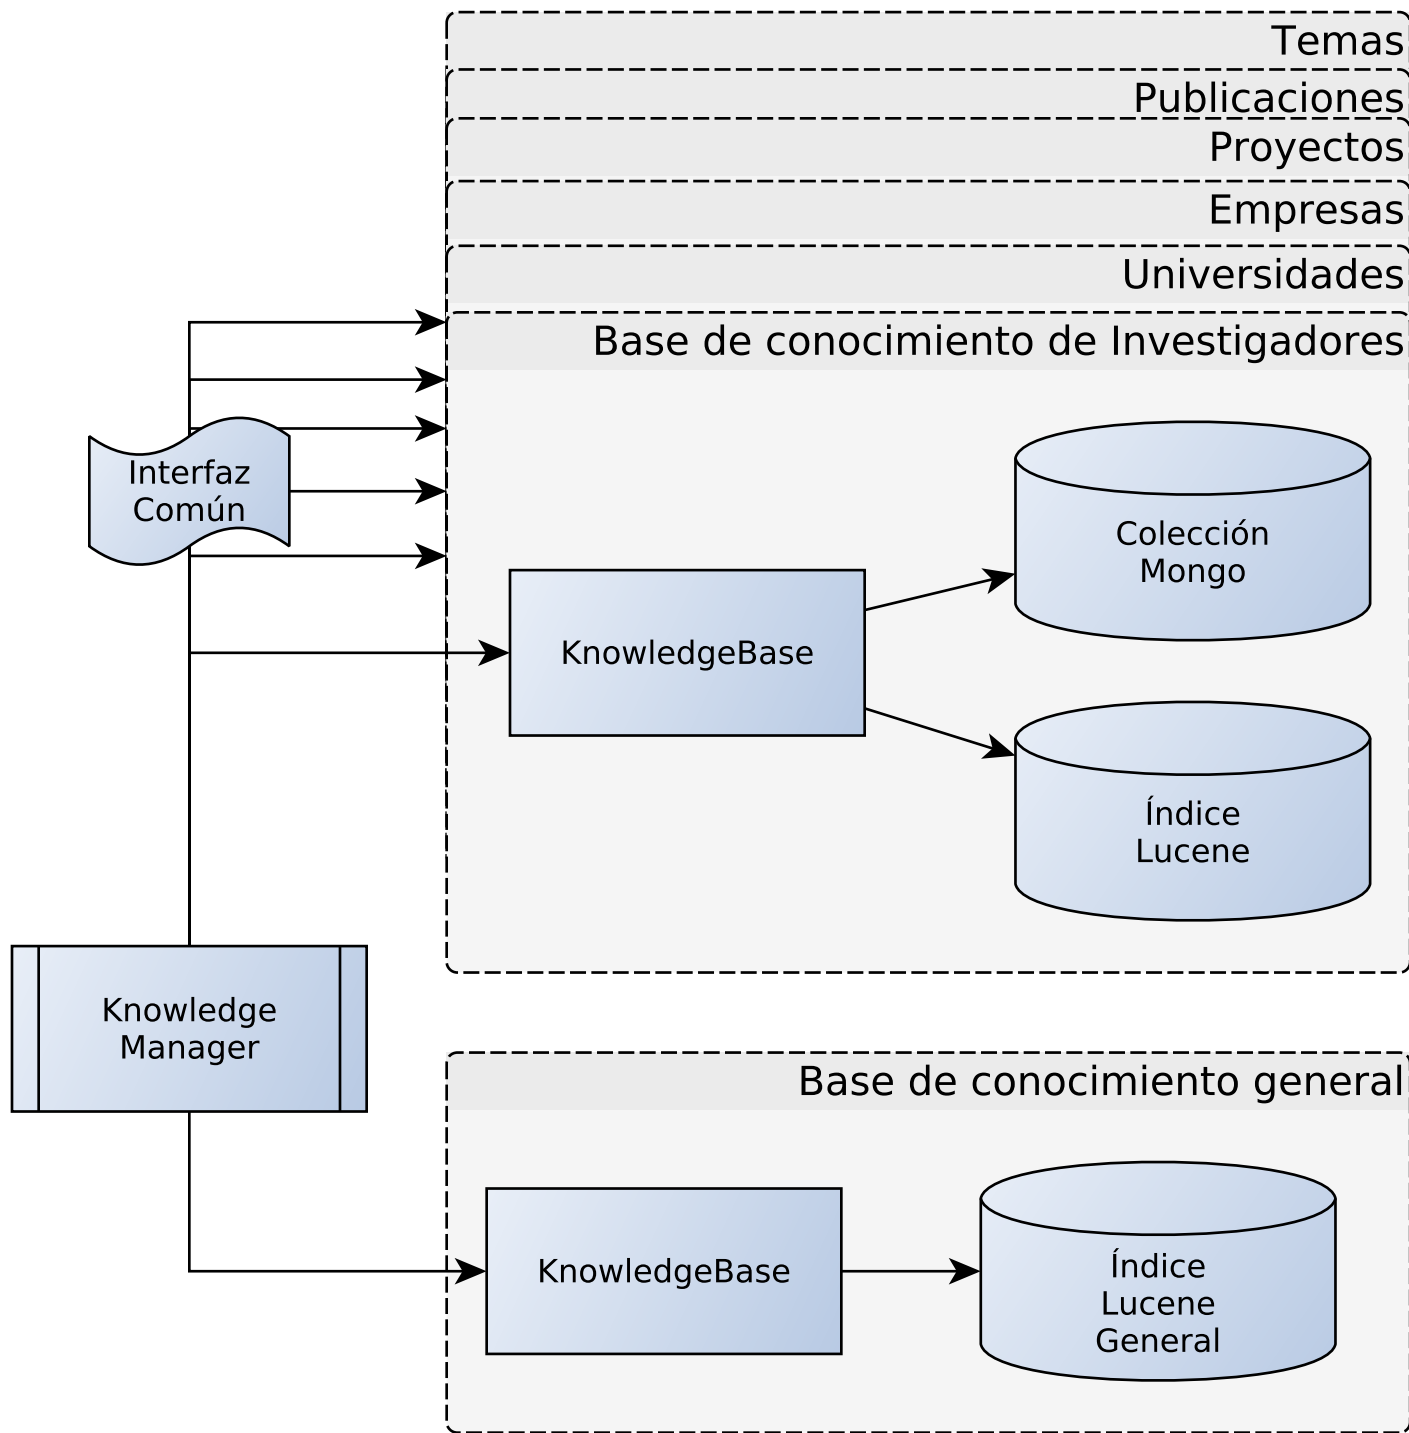 Temas
Publicaciones
Proyectos
Empresas
Universidades
Base de conocimiento de Investigadores
Interfaz
Común
Colección
Mongo
KnowledgeBase
Índice
Lucene
Knowledge
Manager
Base de conocimiento general
KnowledgeBase
Índice
Lucene
General